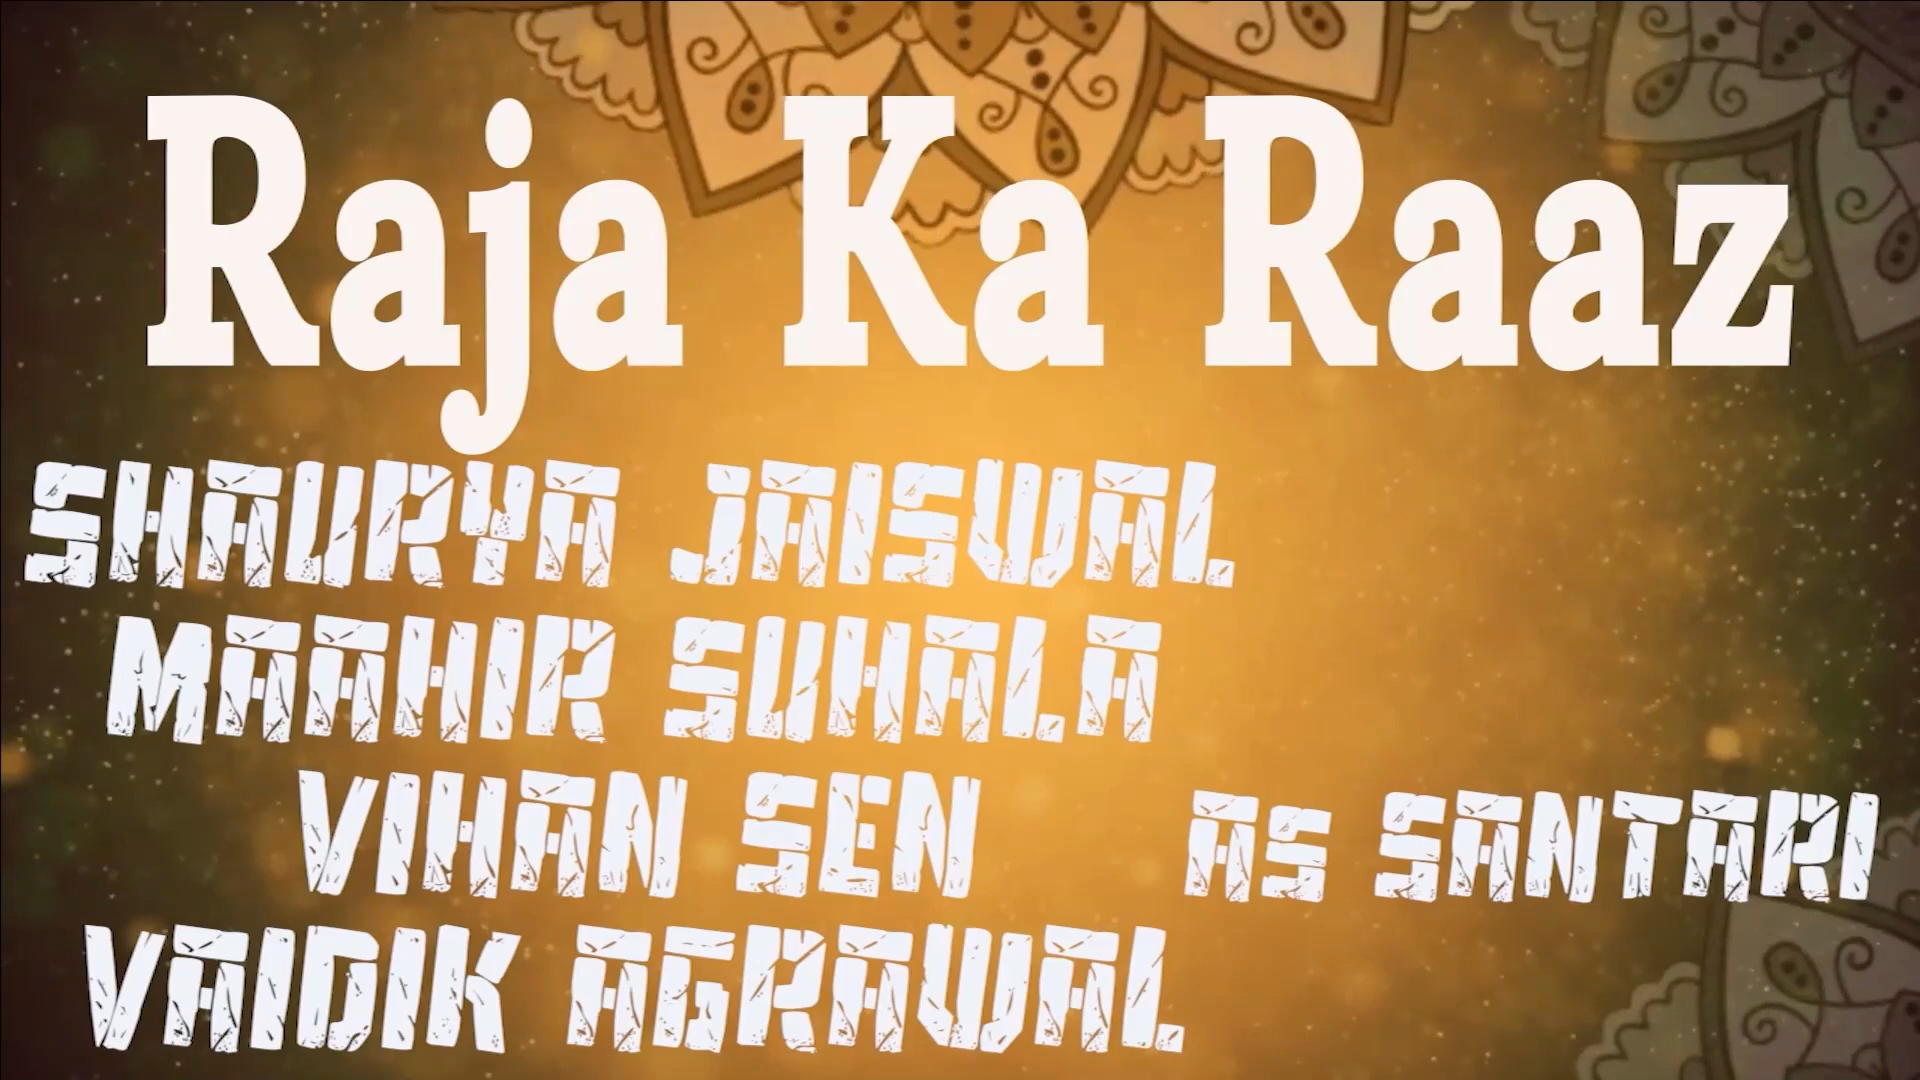 Raja Ka Raaz
SHAURYA JAISWAL
MAAHIR SUHALA
VIHAN SEN AS SANTARI
VAIDIK AGRAWAL